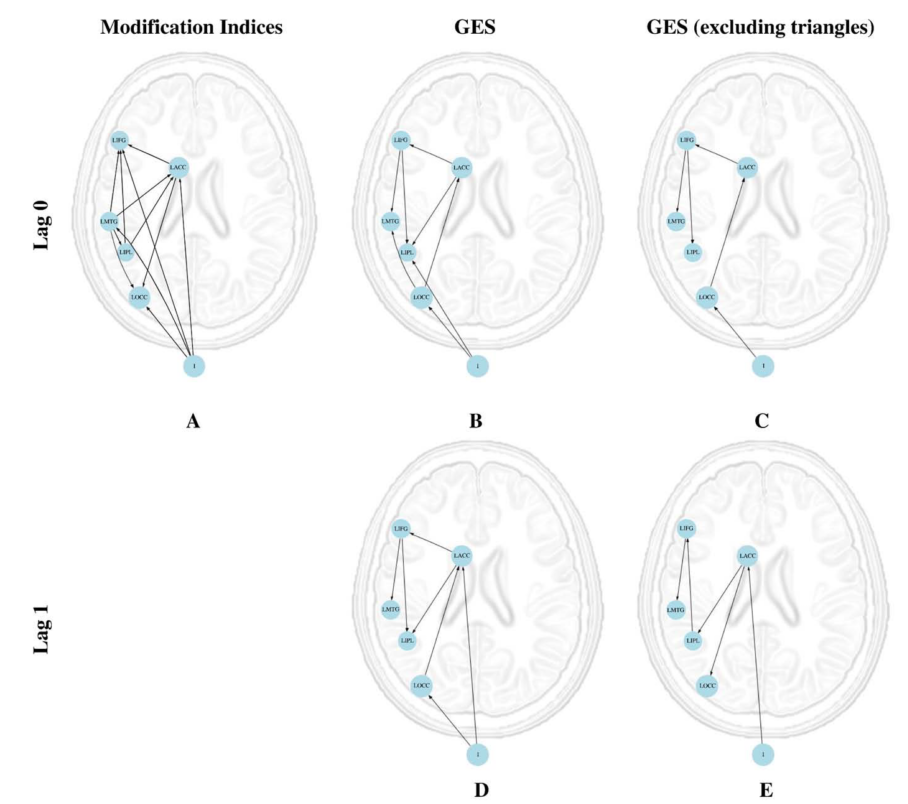 Modification Indices
GES
GES (excluding triangles)
Lag 0
LIFG
LACC
LMTG
LIPL
LOCC
I
LIFG
LACC
LMTG
LIPL
LOCC
I
LIFG
LACC
LMTG
LIPL
LOCC
I
A
B
C
Lag 1
LIFG
LACC
LMTG
LIPL
LOCC
I
LIFG
LACC
LMTG
LIPL
LOCC
I
D
E